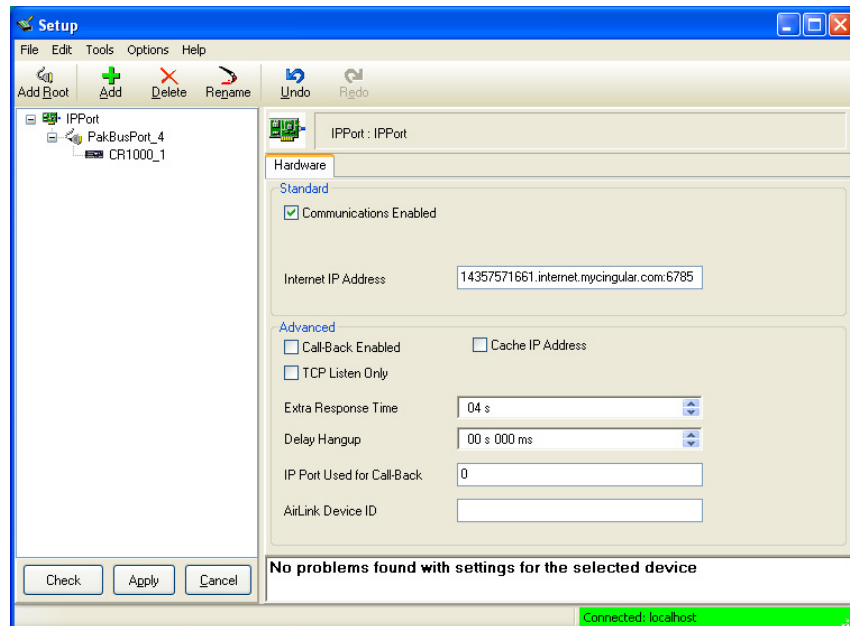 Setup
File Edit Tools Options Help
Add Root Add Delete Rename Undo Redo
IPPort
PakBusPort_4
CR1000_1
IPPort : IPPort
Hardware
Standard
Communications Enabled
Internet IP Address 14357571661.internet.mycingular.com:6785
Advanced
Call-Back Enabled Cache IP Address
TCP Listen Only
Extra Response Time 04 s
Delay Hangup 00 s 000 ms
IP Port Used for Call-Back 0
AirLink Device ID
Check Apply Cancel
No problems found with settings for the selected device
Connected: localhost